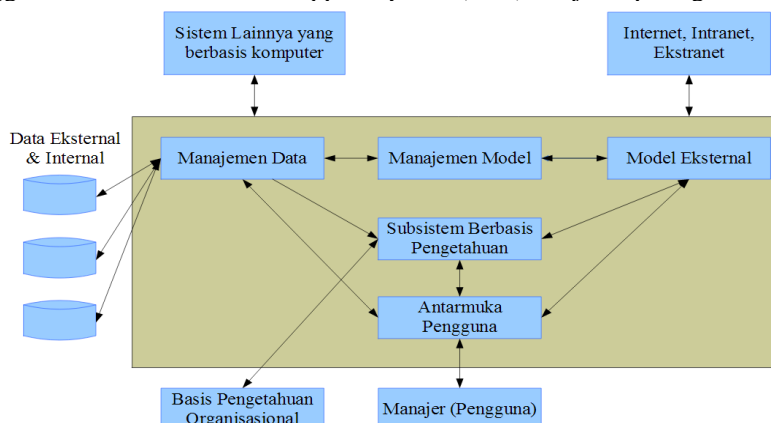 Sistem Lainnya yang
berbasis komputer
Internet, Intranet,
Ekstranet
Data Eksternal
& Internal
Manajemen Data
Manajemen Model
Model Eksternal
Subsistem Berbasis
Pengetahuan
Antarmuka
Pengguna
Basis Pengetahuan
Organisasional
Manajer (Pengguna)